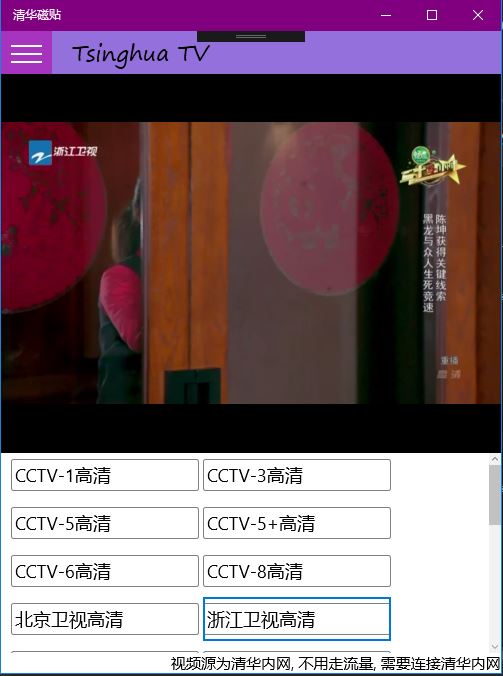 清华磁贴
Tsinghua TV
浙江卫视
陈坤获得关键线索
黑龙与众人生死竞速
重播
高清
CCTV-1高清
CCTV-3高清
CCTV-5高清
CCTV-5+高清
CCTV-6高清
CCTV-8高清
北京卫视高清
浙江卫视高清
视频源为清华内网, 不用走流量, 需要连接清华内网